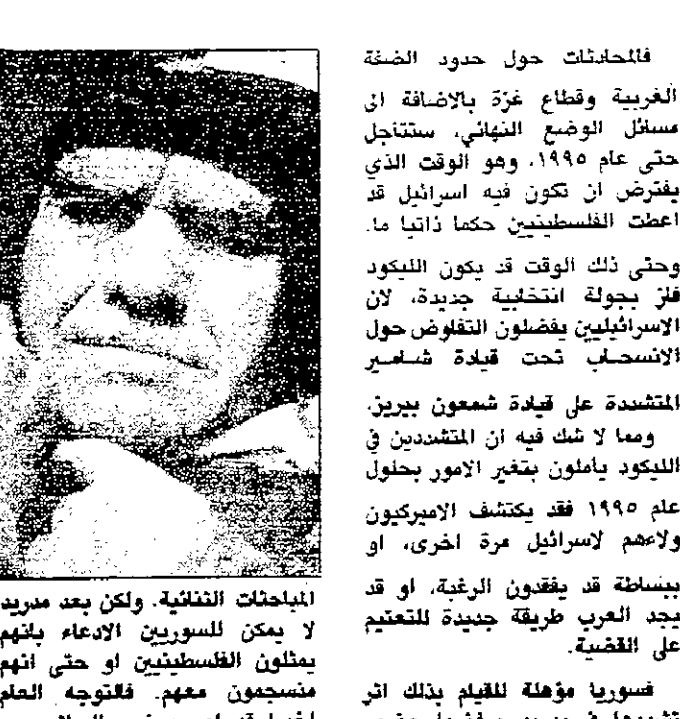 فالمحادثات حول حدود الضفة
الغربية وقطاع غزة بالاضافة الى
مسائل الوضع النهائي، ستتاجل
حتى عام ١٩٩٥، وهو الوقت الذي
يفترض ان تكون فيه اسرائيل قد
اعطت الفلسطينيين حكما ذاتيا ما.
وحتى ذلك الوقت قد يكون الليكود
فاز بجولة انتخابية جديدة، لان
الاسرائيليين يفضلون التفاوض حول
الانسحاب تحت قيادة شامير
المتشددة على قيادة شمعون بيريز.
ومما لا شك فيه ان المتشددين في
الليكود ياملون بتغير الامور بحلول
عام ١٩٩٥ فقد يكتشف الاميركيون
ولاءهم لاسرائيل مرة اخرى، او
ببساطة قد يفقدون الرغبة، او قد
يجد العرب طريقة جديدة للتعتيم
على القضية.
فسوريا مؤهلة للقيام بذلك اثر
المباحثات الثنائية. ولكن بعد مدريد
لا يمكن للسوريين الادعاء بانهم
يمثلون الفلسطينيين او حتى انهم
منسجمون معهم. فالتوجه العام